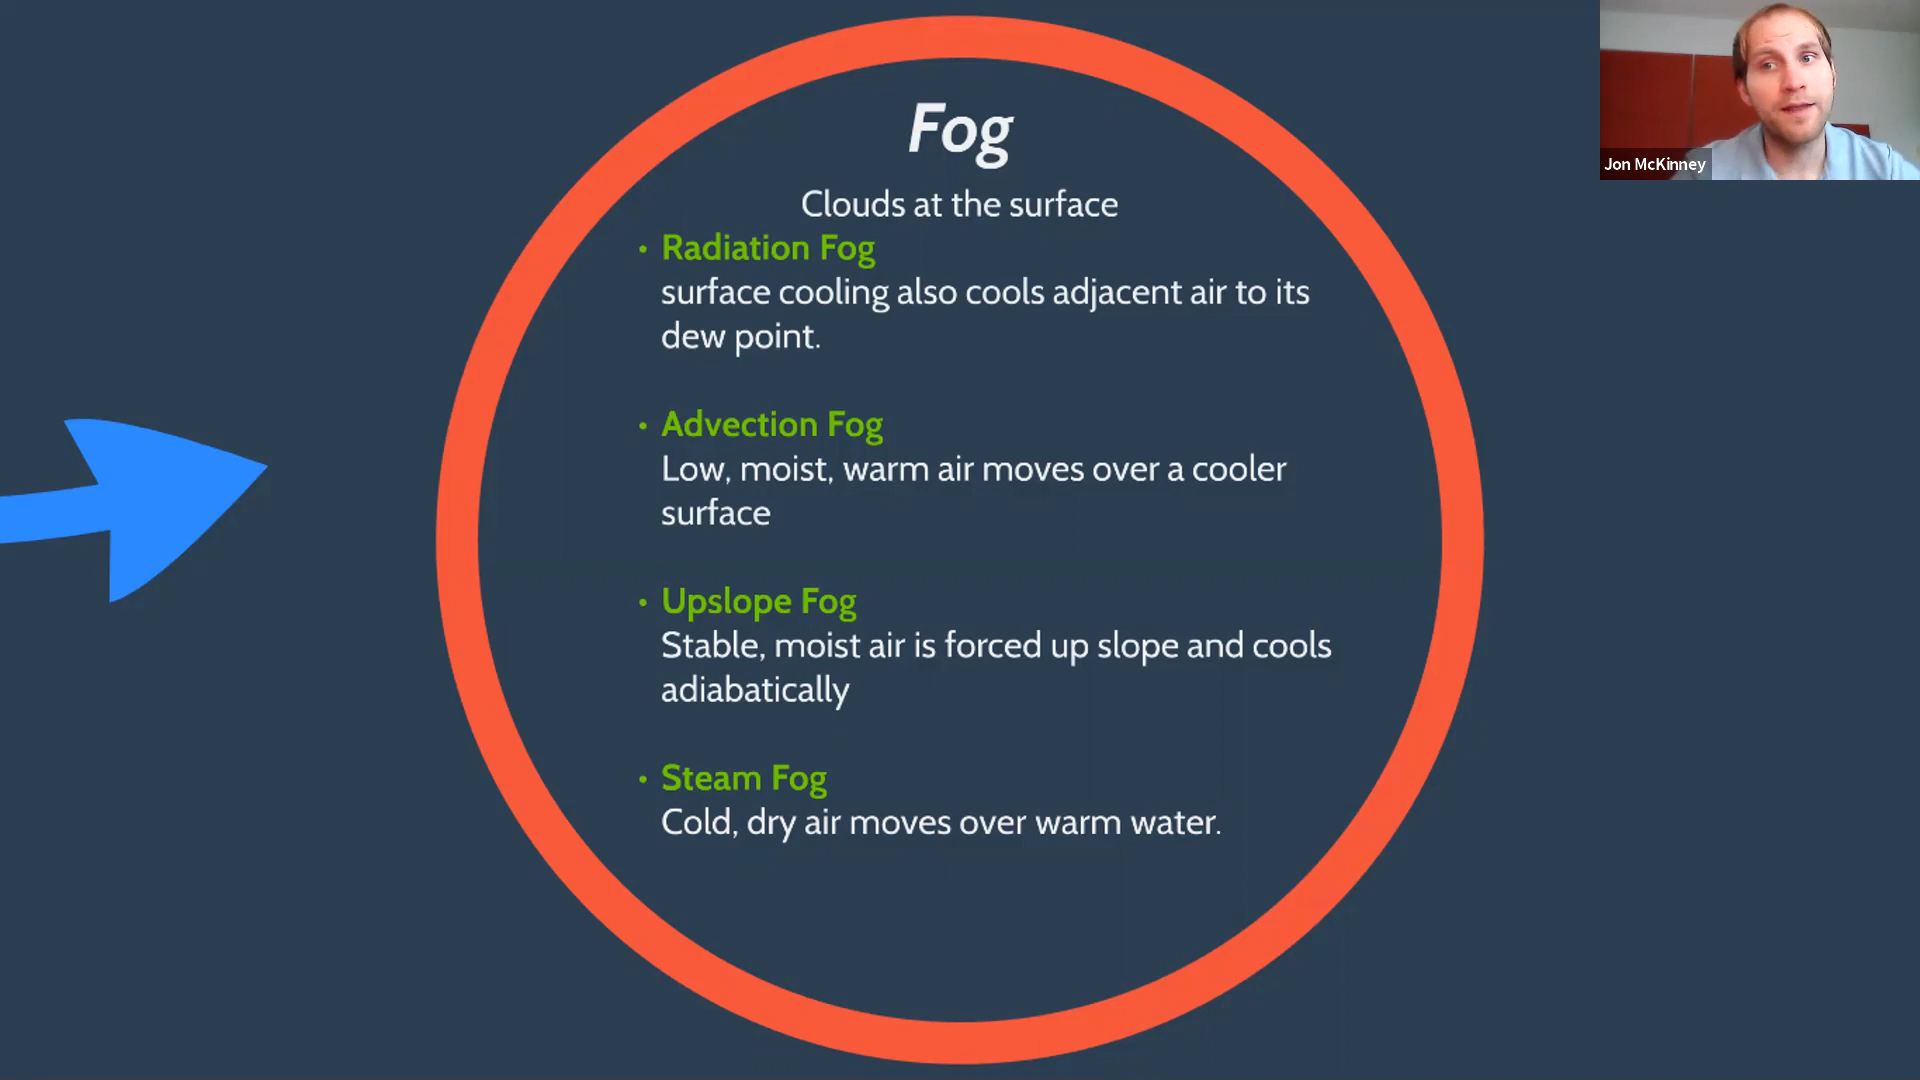 Fog
Clouds at the surface
• Radiation Fog
surface cooling also cools adjacent air to its
dew point.
• Advection Fog
Low, moist, warm air moves over a cooler
surface
• Upslope Fog
Stable, moist air is forced up slope and cools
adiabatically
• Steam Fog
Cold, dry air moves over warm water.
Jon McKinney